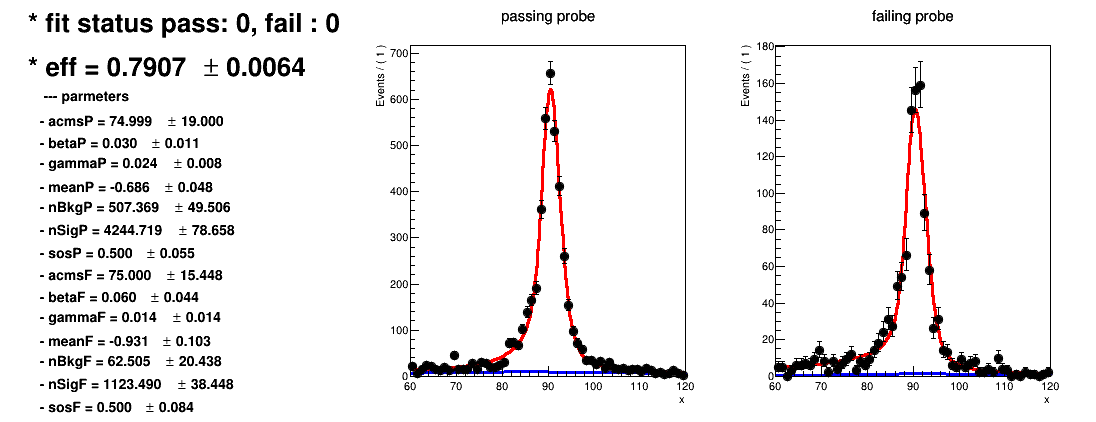 * fit status pass: 0, fail : 0
* eff = 0.7907 ± 0.0064
--- parmeters
- acmsP = 74.999 ± 19.000
- betaP = 0.030 ± 0.011
- gammaP = 0.024 ± 0.008
- meanP = -0.686 ± 0.048
- nBkgP = 507.369 ± 49.506
- nSigP = 4244.719 ± 78.658
- sosP = 0.500 ± 0.055
- acmsF = 75.000 ± 15.448
- betaF = 0.060 ± 0.044
- gammaF = 0.014 ± 0.014
- meanF = -0.931 ± 0.103
- nBkgF = 62.505 ± 20.438
- nSigF = 1123.490 ± 38.448
- sosF = 0.500 ± 0.084
passing probe
Events / ( 1 )
700
600
500
400
300
200
100
0
60 70 80 90 100 110 120
x
failing probe
Events / ( 1 )
180
160
140
120
100
80
60
40
20
0
60 70 80 90 100 110 120
x